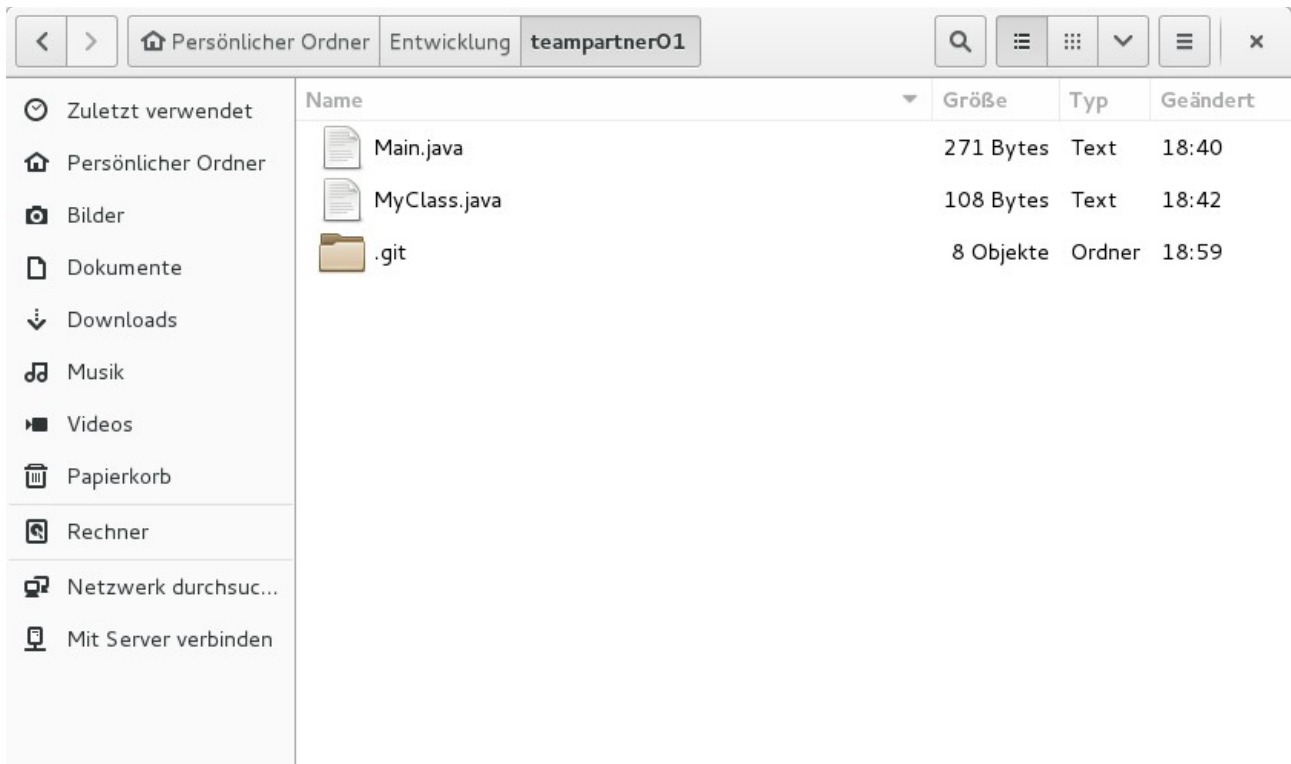 Persönlicher Ordner Entwicklung teampartner01
Zuletzt verwendet
Persönlicher Ordner
Bilder
Dokumente
Downloads
Musik
Videos
Papierkorb
Rechner
Netzwerk durchsuc...
Mit Server verbinden
Name Größe Typ Geändert
Main.java 271 Bytes Text 18:40
MyClass.java 108 Bytes Text 18:42
.git 8 Objekte Ordner 18:59